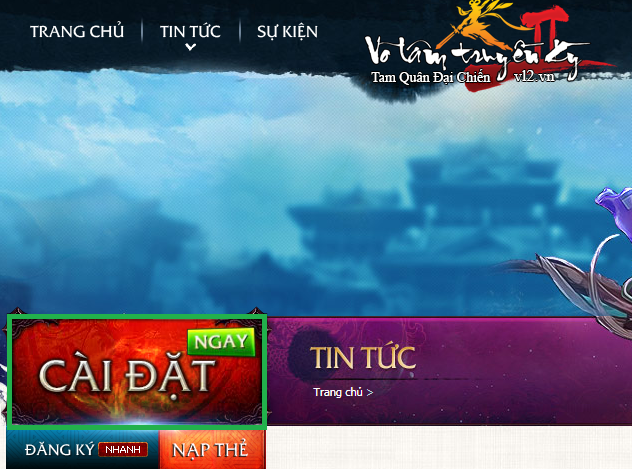 TRANG CHỦ
TIN TỨC
SỰ KIỆN
Võ lâm truyền kỳ II
Tam Quân Đại Chiến vl2.vn
NGAY
CÀI ĐẶT
TIN TỨC
Trang chủ >
ĐĂNG KÝ NHANH
NẠP THẺ